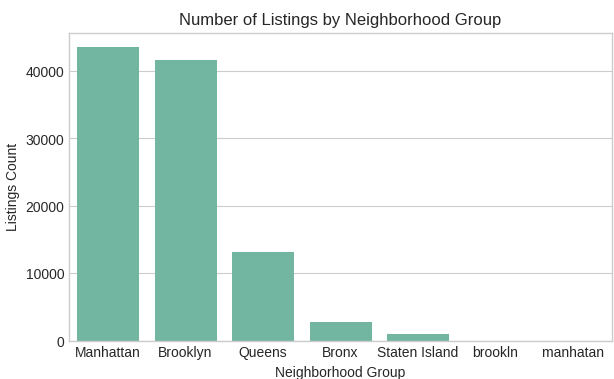 Number of Listings by Neighborhood Group
Listings Count
40000
30000
20000
10000
0
Manhattan Brooklyn Queens Bronx Staten Island brookln manhatan
Neighborhood Group